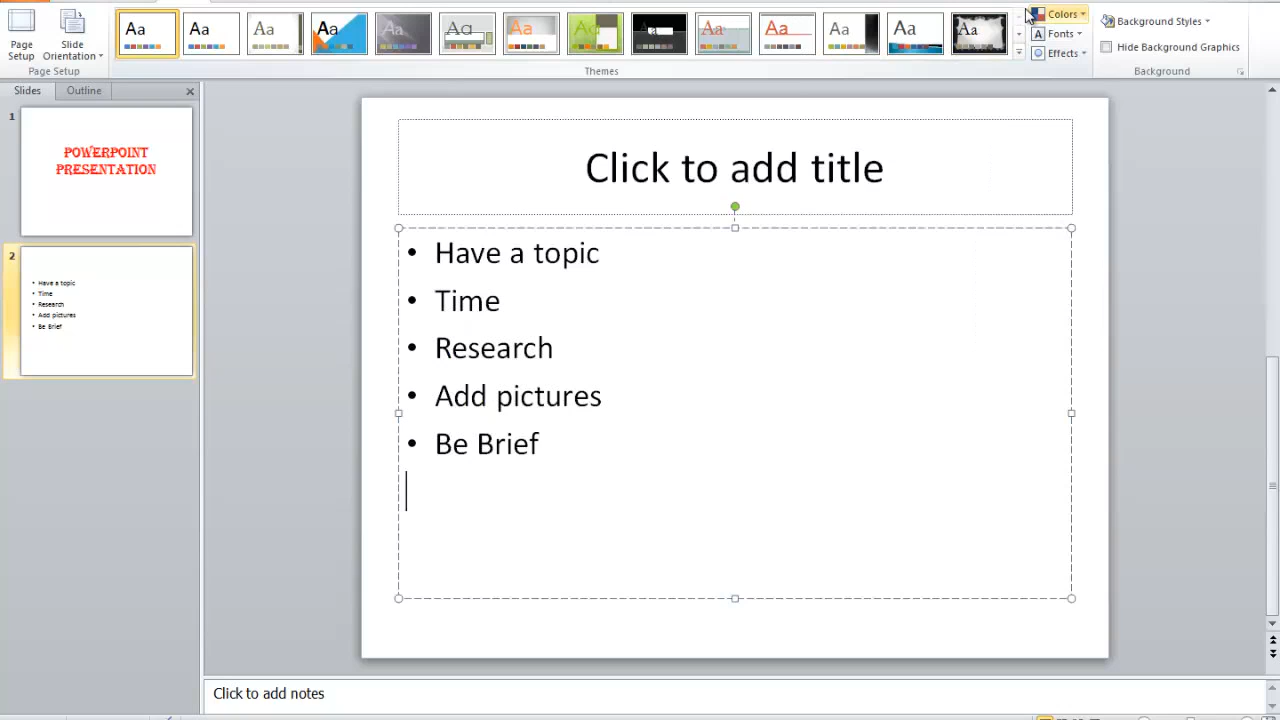 Page Setup
Slide Orientation
Page Setup
Aa Aa Aa Aa Aa Aa Aa Aa Aa Aa Aa Aa Aa Aa
Themes
Colors
Fonts
Effects
Background Styles
Hide Background Graphics
Background
Slides Outline
1
POWERPOINT
PRESENTATION
2
• Have a topic
• Time
• Research
• Add pictures
• Be Brief
Click to add title
• Have a topic
• Time
• Research
• Add pictures
• Be Brief
Click to add notes